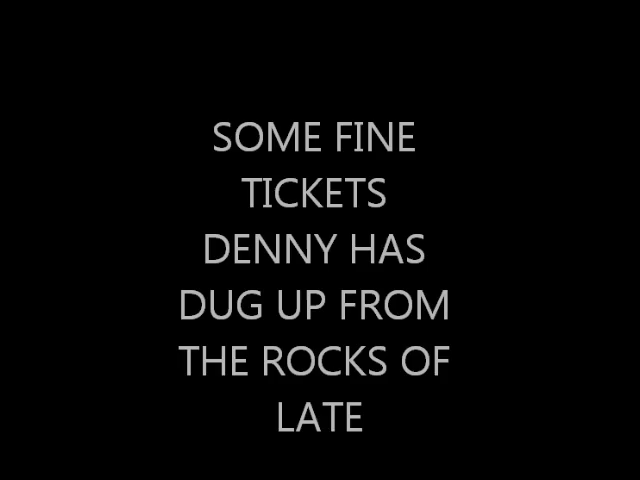 SOME FINE
TICKETS
DENNY HAS
DUG UP FROM
THE ROCKS OF
LATE